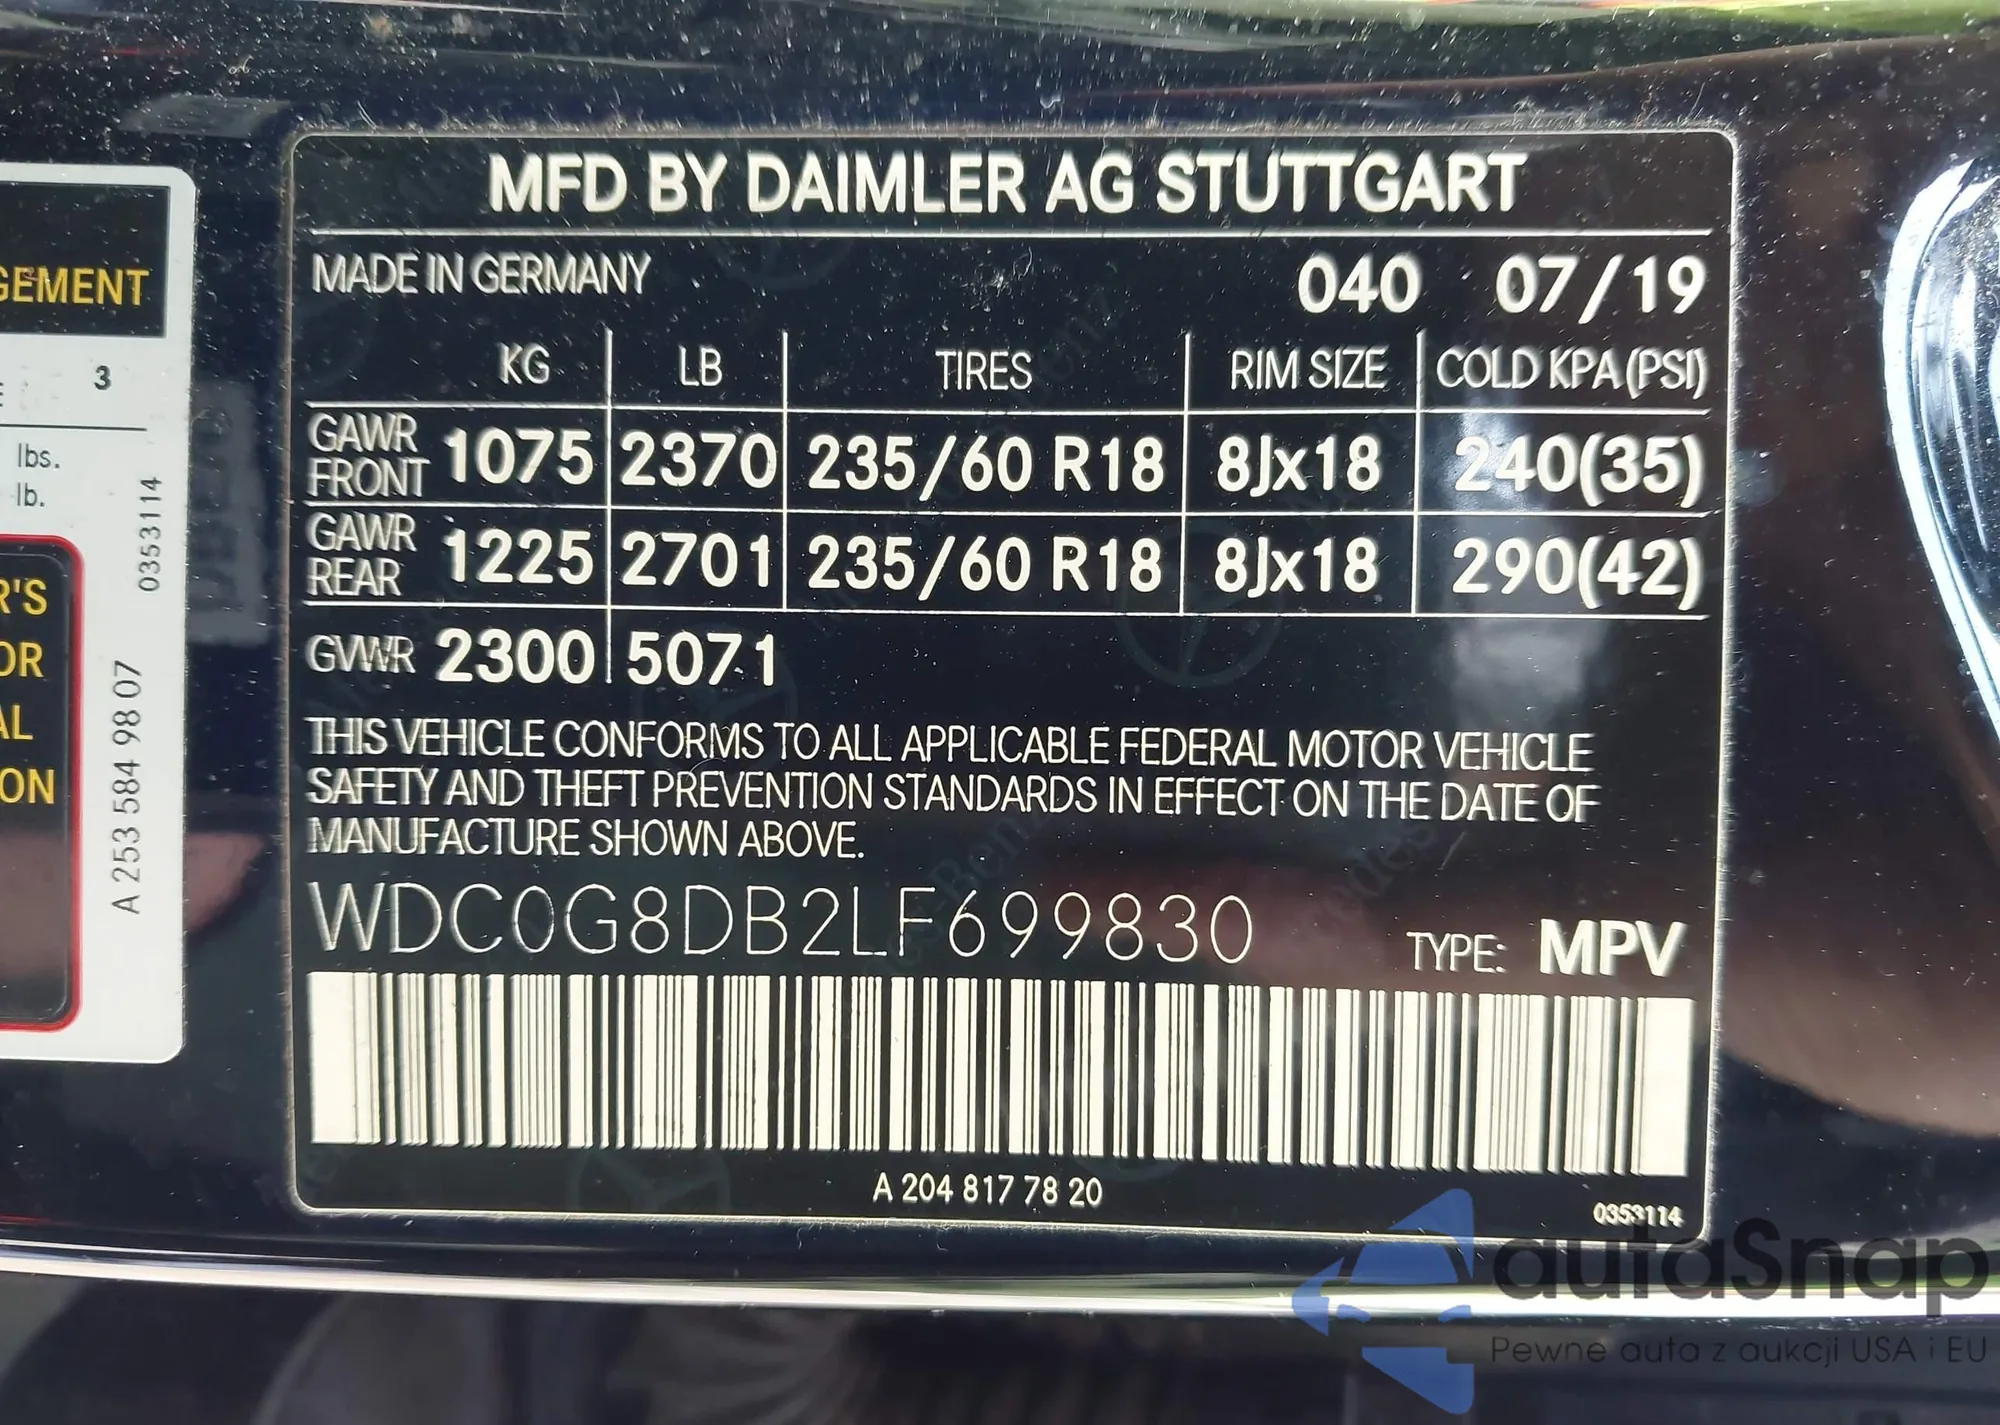 GEMENT
3
lbs.
lb.
R'S
OR
AL
ON
0353114
A 253 584 98 07
MFD BY DAIMLER AG STUTTGART
MADE IN GERMANY 040 07/19
KG LB TIRES RIM SIZE COLD KPA (PSI)
GAWR FRONT 1075 2370 235/60 R18 8Jx18 240(35)
GAWR REAR 1225 2701 235/60 R18 8Jx18 290(42)
GVWR 2300 5071
THIS VEHICLE CONFORMS TO ALL APPLICABLE FEDERAL MOTOR VEHICLE
SAFETY AND THEFT PREVENTION STANDARDS IN EFFECT ON THE DATE OF
MANUFACTURE SHOWN ABOVE.
WDC0G8DB2LF699830 TYPE: MPV
A 204 817 78 20
0353114
autaSnap
Pewne auta z aukcji USA i EU